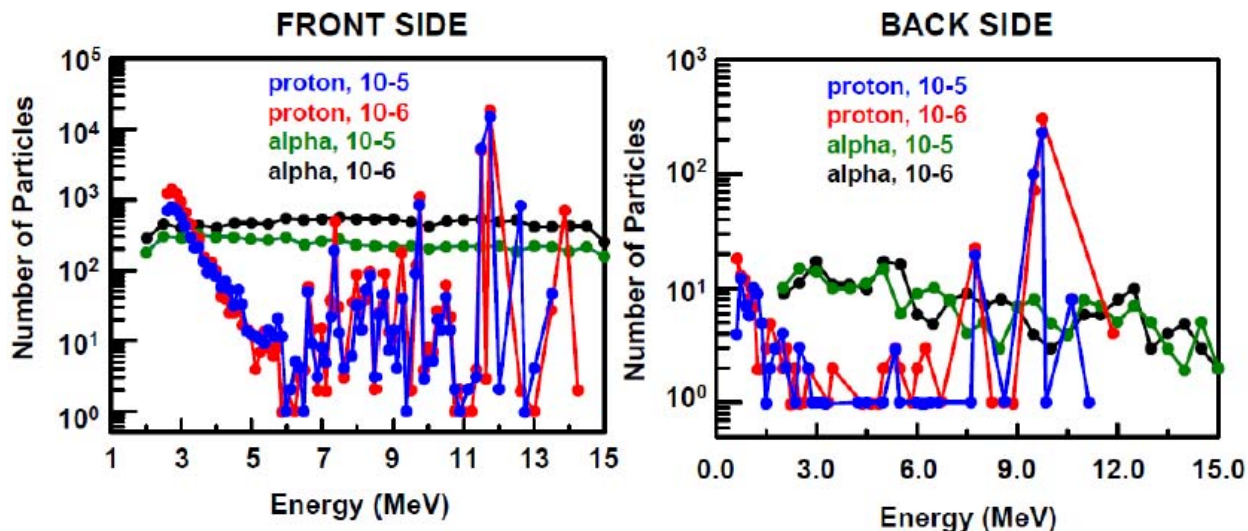 FRONT SIDE
10⁵
10⁴
10³
10²
10¹
10⁰
Number of Particles
proton, 10-5
proton, 10-6
alpha, 10-5
alpha, 10-6
1 3 5 7 9 11 13 15
Energy (MeV)
BACK SIDE
10³
10²
10¹
10⁰
Number of Particles
proton, 10-5
proton, 10-6
alpha, 10-5
alpha, 10-6
0.0 3.0 6.0 9.0 12.0 15.0
Energy (MeV)